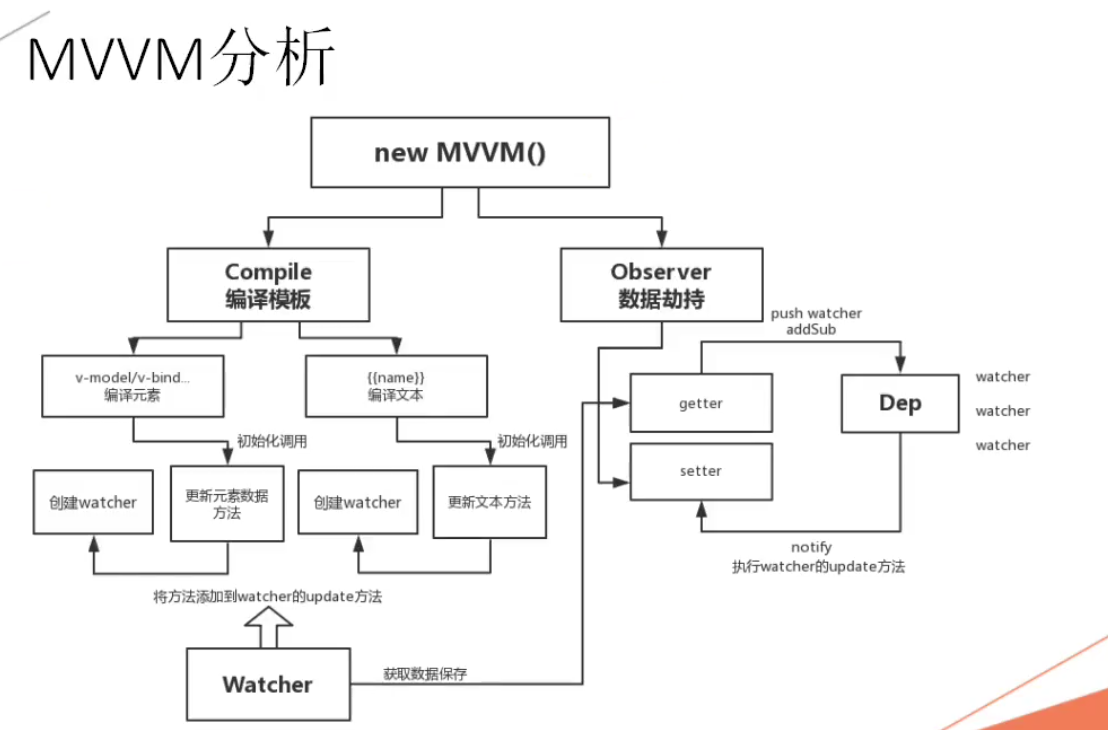 MVVM分析
new MVVM()
Compile
编译模板
Observer
数据劫持
push watcher
addSub
v-model/v-bind...
编译元素
{{name}}
编译文本
getter
Dep
watcher
watcher
watcher
初始化调用
初始化调用
setter
创建watcher
更新元素数据
方法
创建watcher
更新文本方法
notify
执行watcher的update方法
将方法添加到watcher的update方法
Watcher
获取数据保存